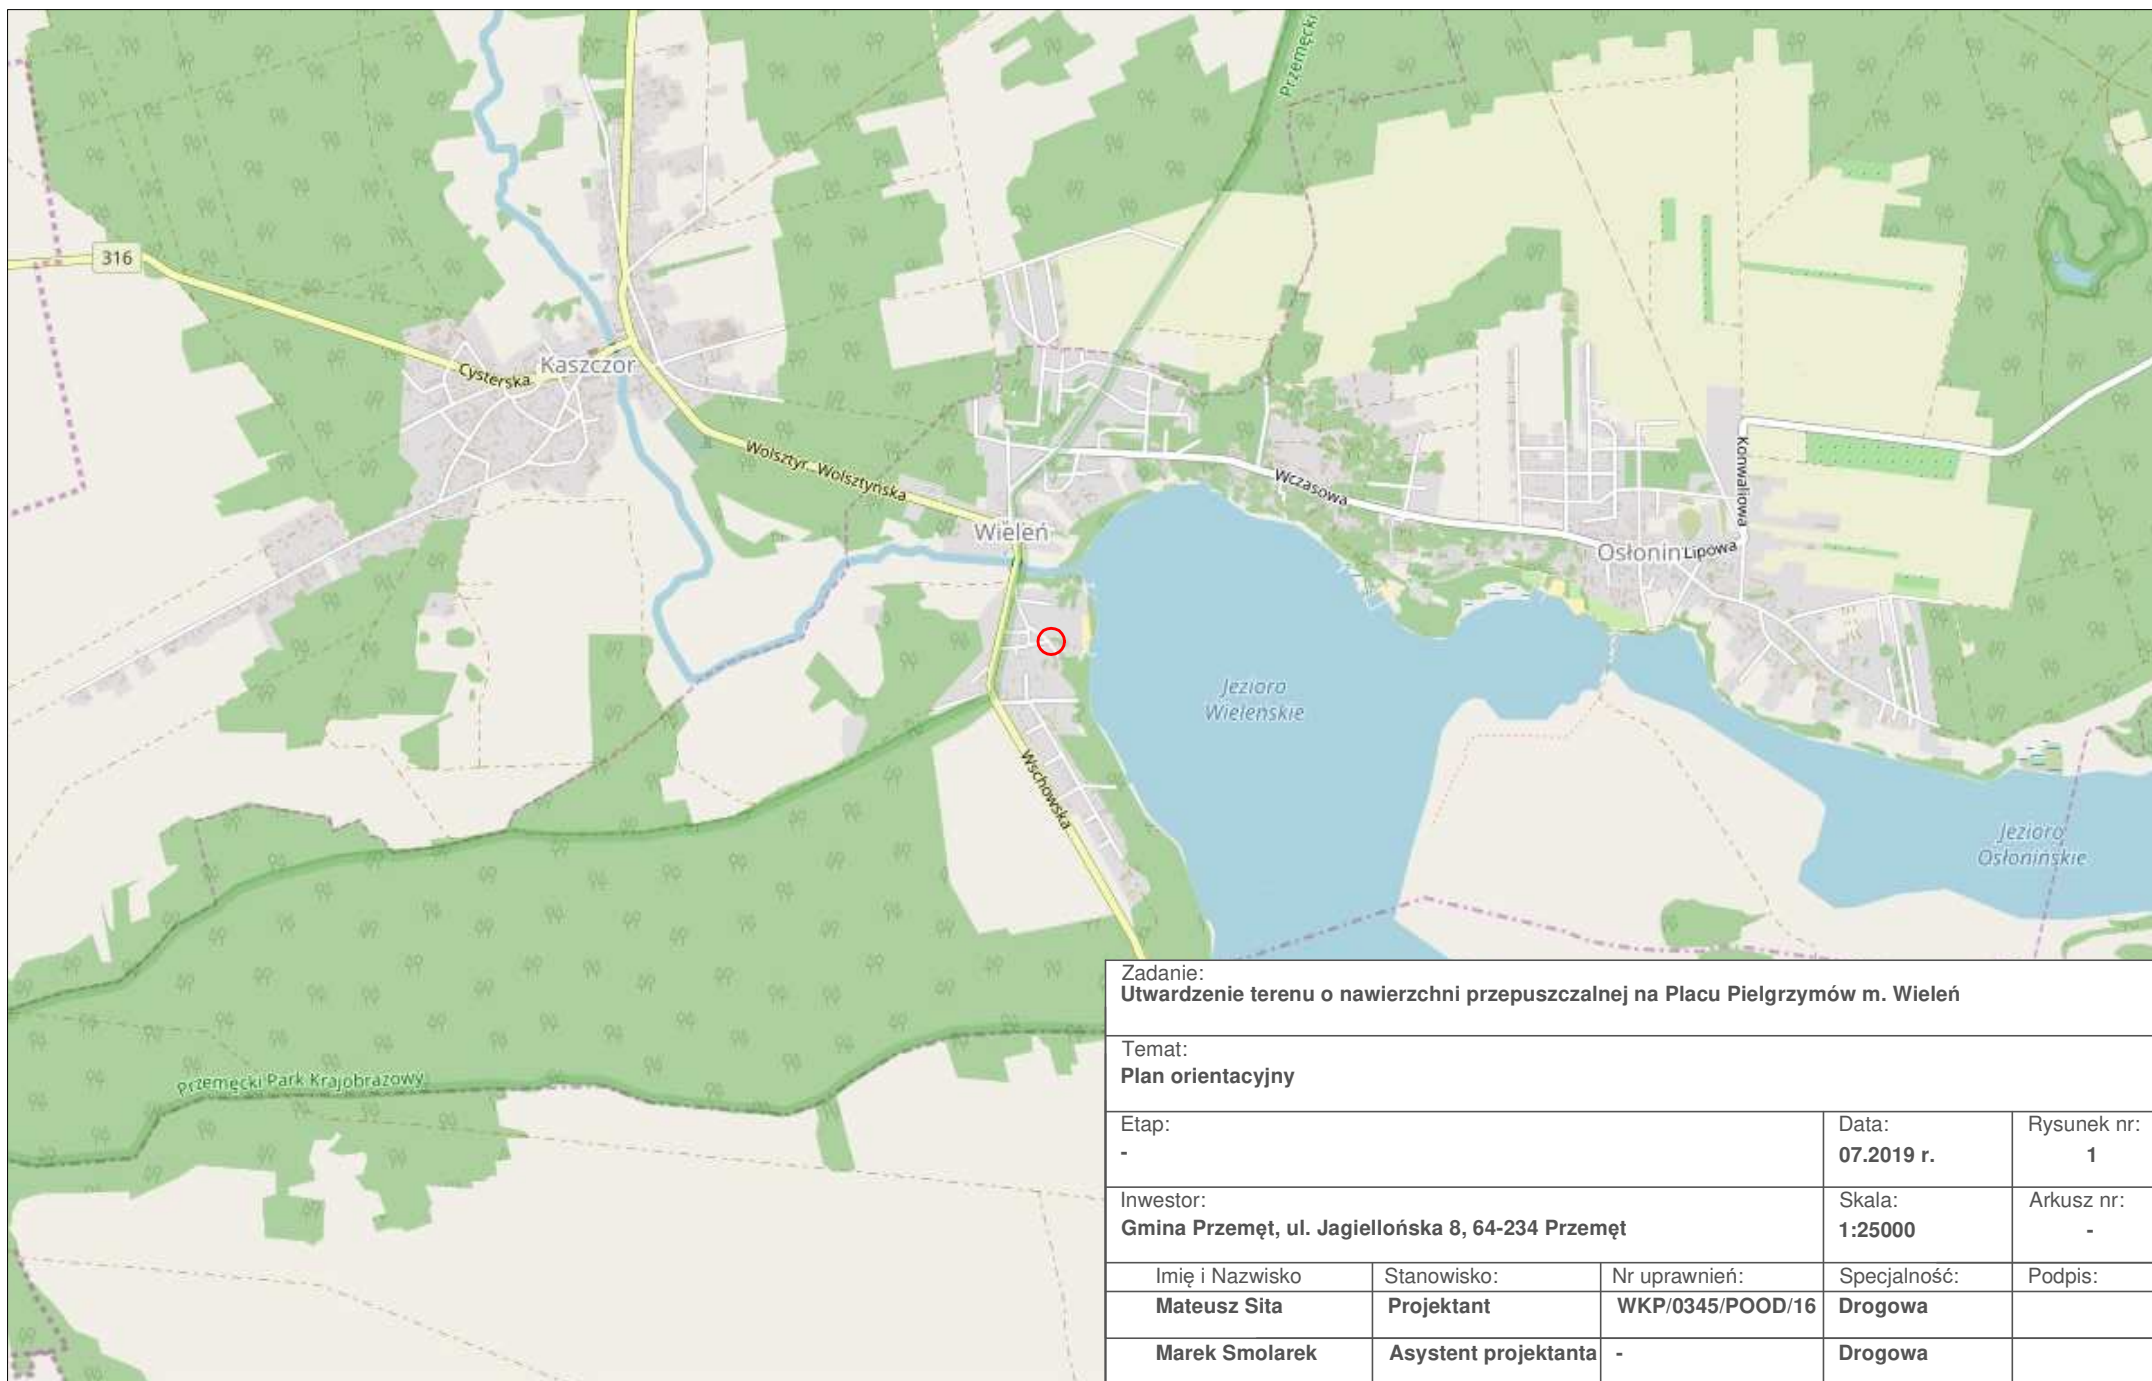 Przemęcki
316
Kaszczor
Cysterska
Wolsztyr
Wolsztyńska
Wieleń
Wczasowa
Konwaliowa
Osłonin
Lipowa
Jezioro
Wieleńskie
Wschowska
Jezioro
Osłonińskie
Przemęcki Park Krajobrazowy
Zadanie:
Utwardzenie terenu o nawierzchni przepuszczalnej na Placu Pielgrzymów m. Wieleń
Temat:
Plan orientacyjny
Etap:
-
Data:
07.2019 r.
Rysunek nr:
1
Inwestor:
Gmina Przemęt, ul. Jagiellońska 8, 64-234 Przemęt
Skala:
1:25000
Arkusz nr:
-
Imię i Nazwisko Stanowisko: Nr uprawnień: Specjalność: Podpis:
Mateusz Sita Projektant WKP/0345/POOD/16 Drogowa
Marek Smolarek Asystent projektanta - Drogowa